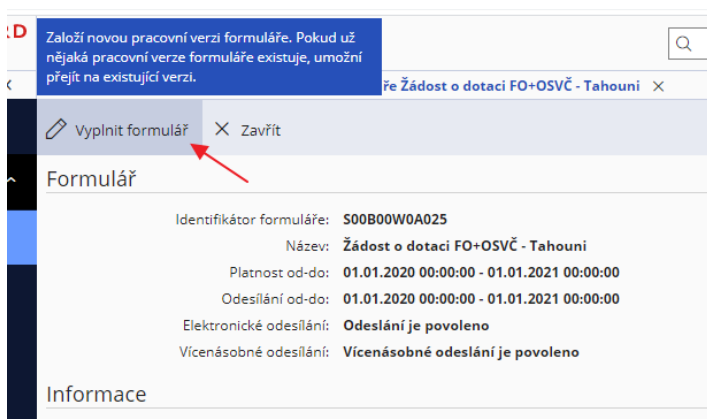 RD
Založí novou pracovní verzi formuláře. Pokud už
nějaká pracovní verze formuláře existuje, umožní
přejít na existující verzi.
ře Žádost o dotaci FO+OSVČ - Tahouni
Vyplnit formulář
Zavřít
Formulář
Identifikátor formuláře: S00B00W0A025
Název: Žádost o dotaci FO+OSVČ - Tahouni
Platnost od-do: 01.01.2020 00:00:00 - 01.01.2021 00:00:00
Odesílání od-do: 01.01.2020 00:00:00 - 01.01.2021 00:00:00
Elektronické odesílání: Odeslání je povoleno
Vícenásobné odesílání: Vícenásobné odeslání je povoleno
Informace